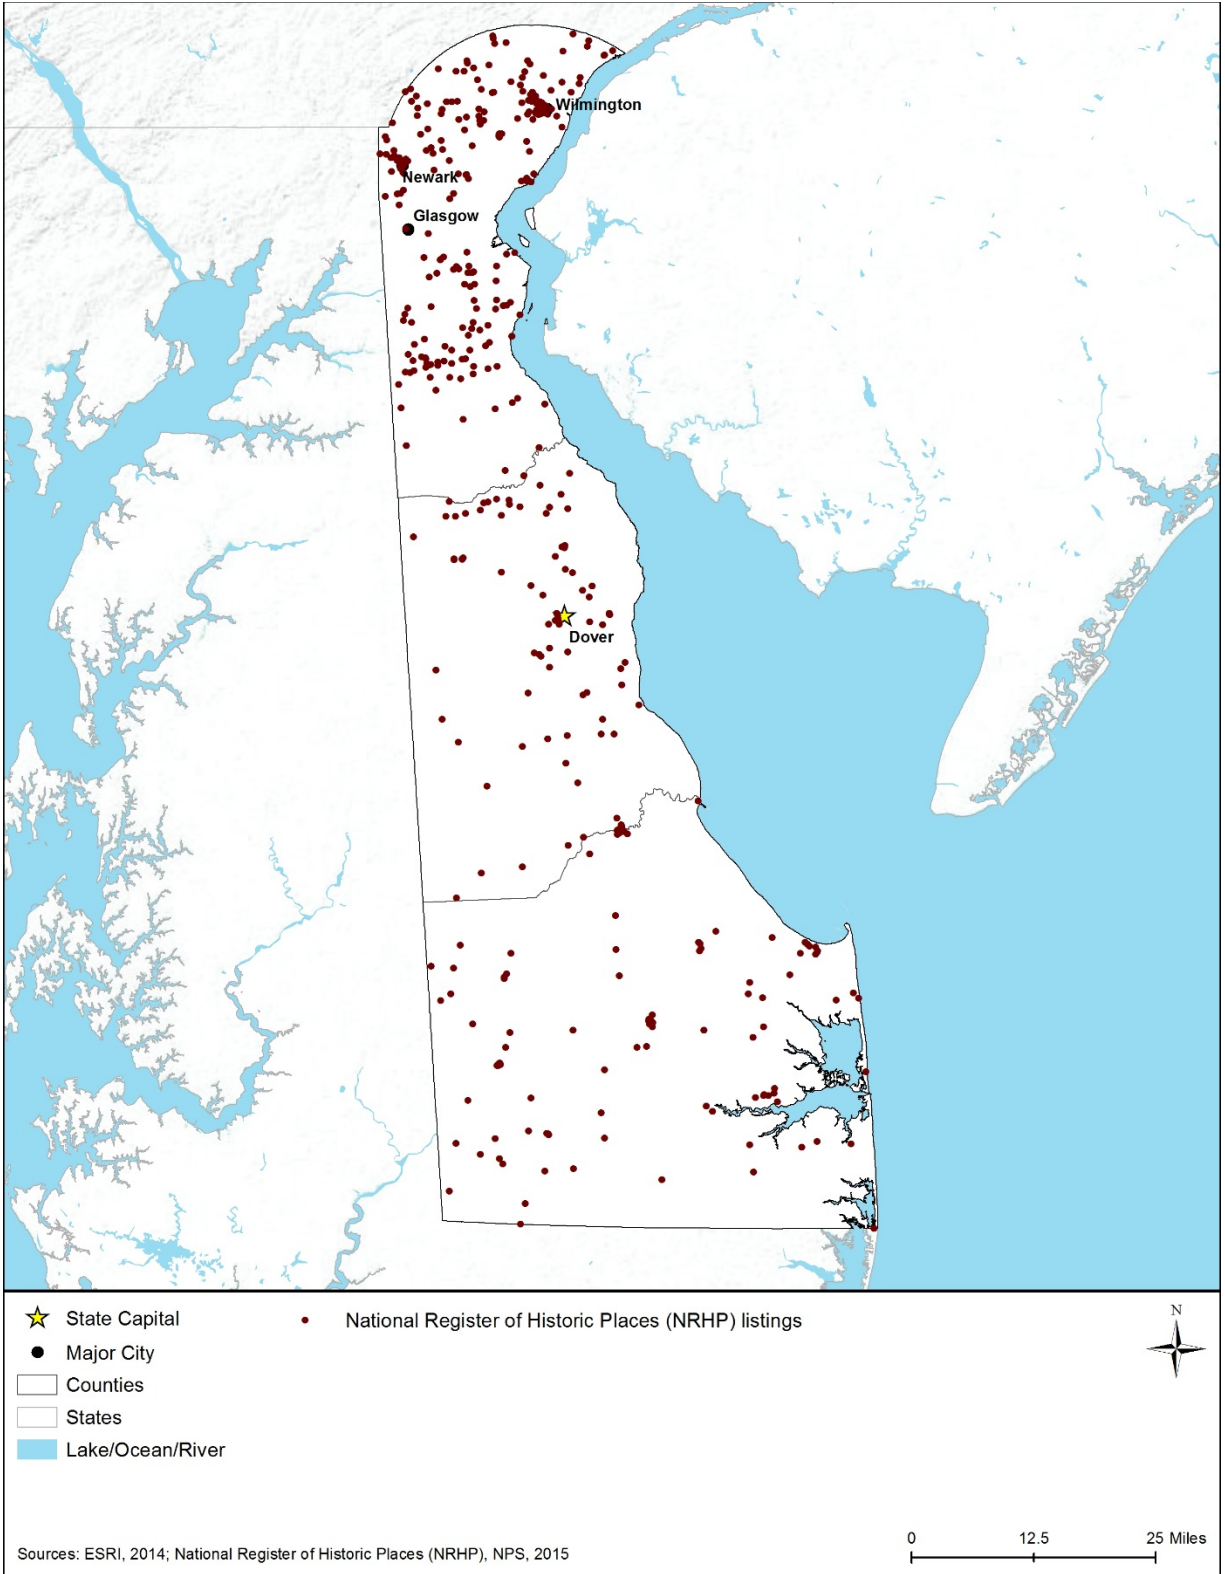 Wilmington
Newark
Glasgow
Dover
State Capital
National Register of Historic Places (NRHP) listings
N
Major City
Counties
States
Lake/Ocean/River
0 12.5 25 Miles
Sources: ESRI, 2014; National Register of Historic Places (NRHP), NPS, 2015